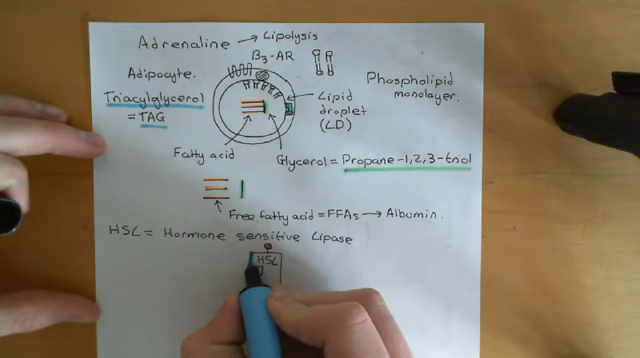 Adrenaline → Lipolysis
β3-AR
Adipocyte.
Phospholipid
monolayer.
Triacylglycerol
= TAG
Lipid
droplet
(LD)
Fatty acid
Glycerol = Propane-1,2,3-triol
Free fatty acid = FFAs → Albumin.
HSL = Hormone sensitive Lipase
HSL